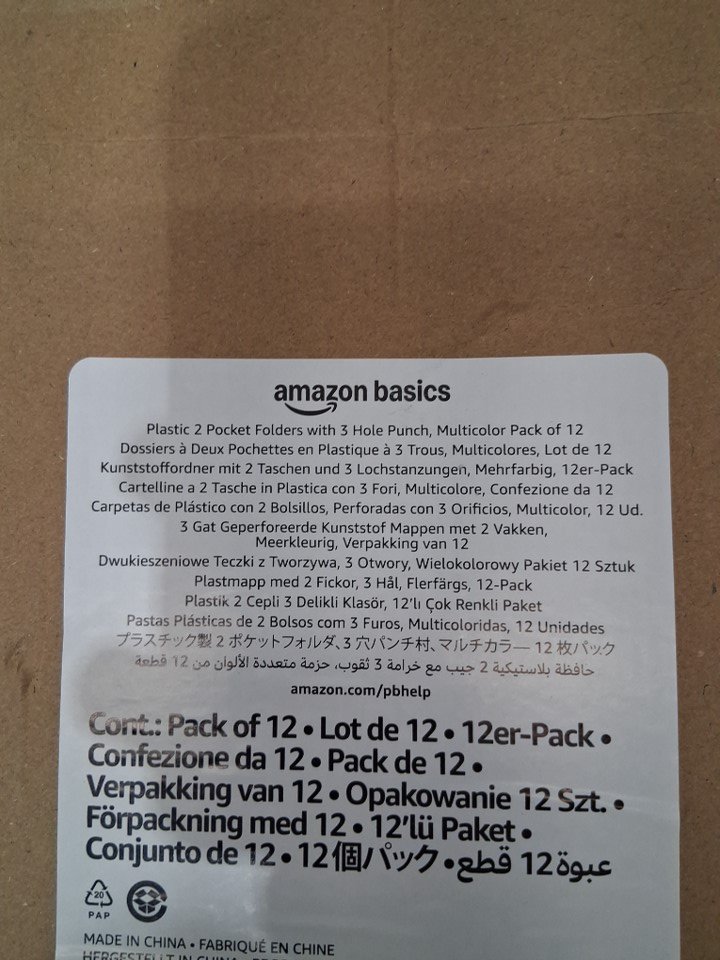 amazon basics
Plastic 2 Pocket Folders with 3 Hole Punch, Multicolor Pack of 12
Dossiers à Deux Pochettes en Plastique à 3 Trous, Multicolores, Lot de 12
Kunststoffordner mit 2 Taschen und 3 Lochstanzungen, Mehrfarbig, 12er-Pack
Cartelline a 2 Tasche in Plastica con 3 Fori, Multicolore, Confezione da 12
Carpetas de Plástico con 2 Bolsillos, Perforadas con 3 Orificios, Multicolor, 12 Ud.
3 Gat Geperforeerde Kunststof Mappen met 2 Vakken,
Meerkleurig, Verpakking van 12
Dwukieszeniowe Teczki z Tworzywa, 3 Otwory, Wielokolorowy Pakiet 12 Sztuk
Plastmapp med 2 Fickor, 3 Hål, Flerfärgs, 12-Pack
Plastik 2 Cepli 3 Delikli Klasör, 12’lı Çok Renkli Paket
Pastas Plásticas de 2 Bolsos com 3 Furos, Multicoloridas, 12 Unidades
プラスチック製 2 ポケットフォルダ、3 穴パンチ村、マルチカラ— 12 枚パック
حافظة بلاستيكية 2 جيب مع خرامة 3 ثقوب، حزمة متعددة الألوان من 12 قطعة
amazon.com/pbhelp
Cont.: Pack of 12 • Lot de 12 • 12er-Pack •
Confezione da 12 • Pack de 12 •
Verpakking van 12 • Opakowanie 12 Szt. •
Förpackning med 12 • 12’lü Paket •
Conjunto de 12 • 12個パック • عبوة 12 قطع
20
PAP
MADE IN CHINA • FABRIQUÉ EN CHINE
HERGESTELLT IN CHINA